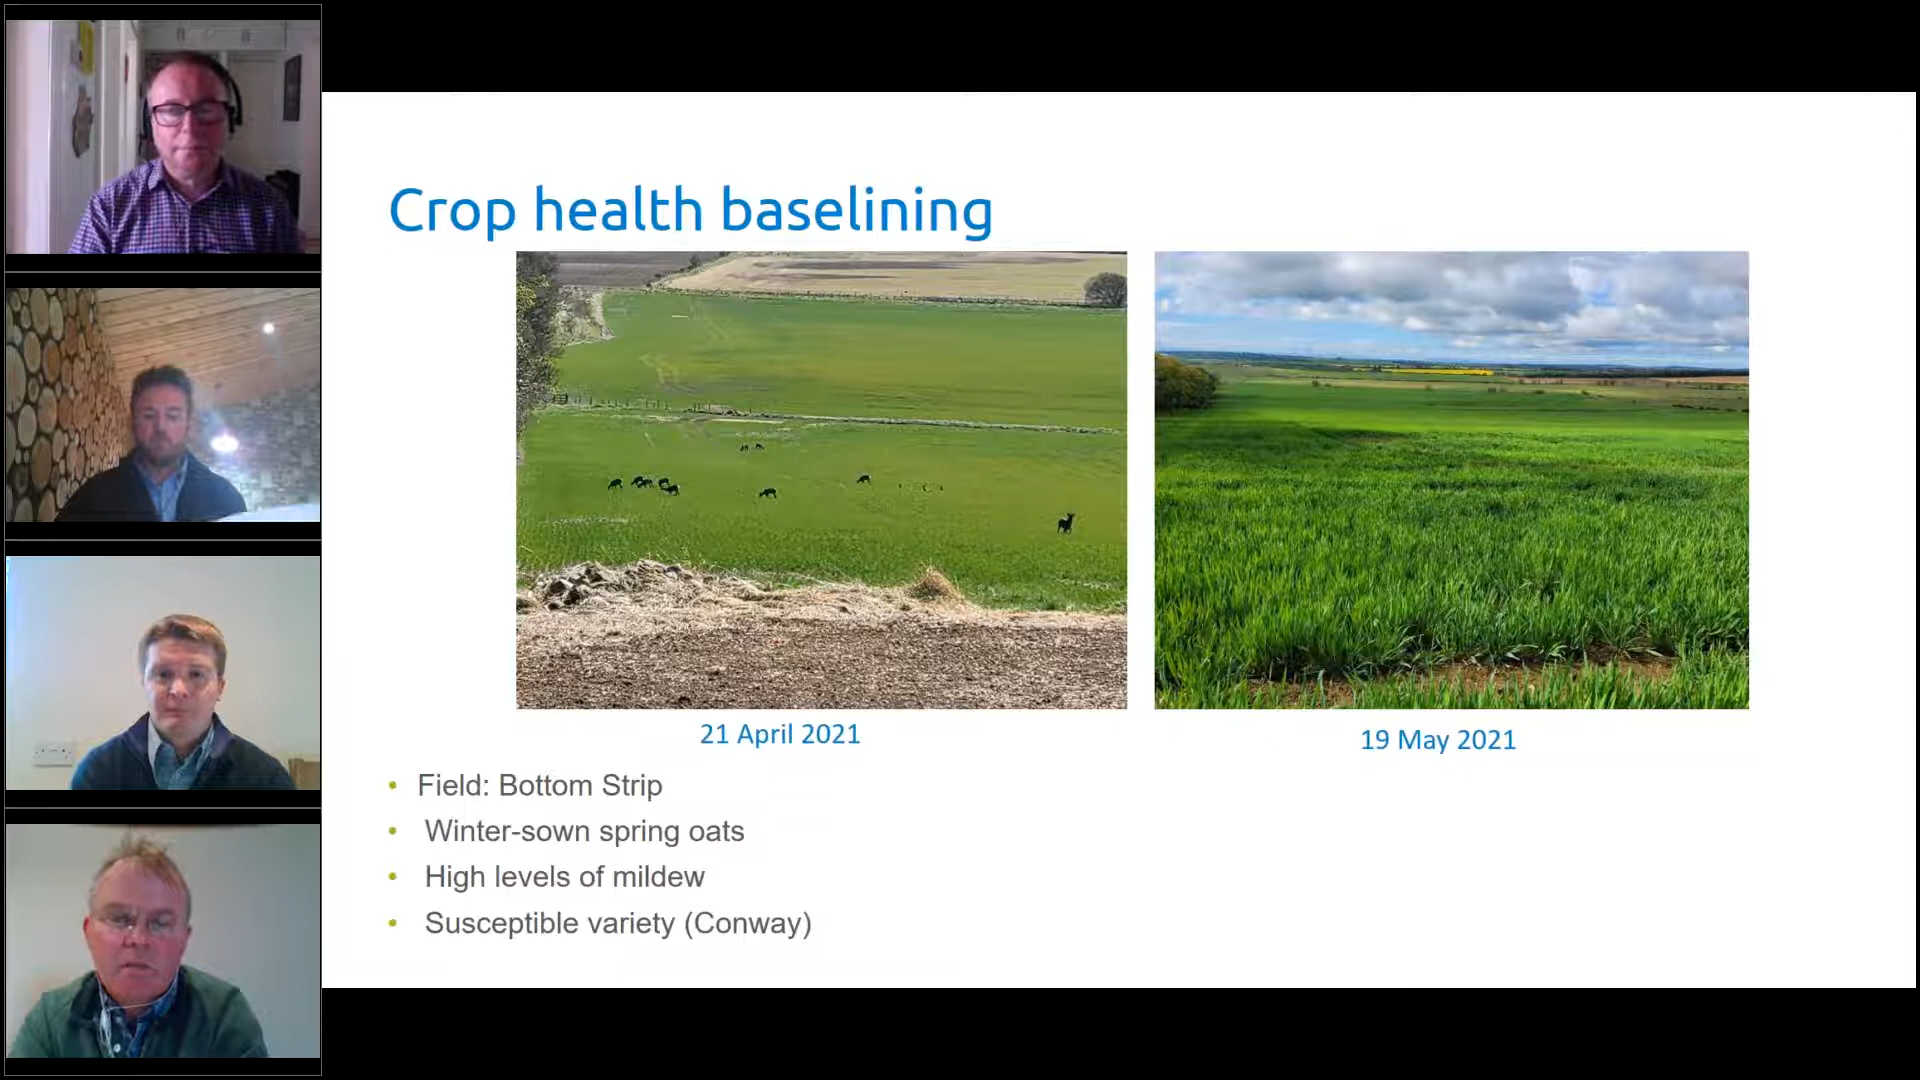 Crop health baselining
21 April 2021
19 May 2021
Field: Bottom Strip
Winter-sown spring oats
High levels of mildew
Susceptible variety (Conway)